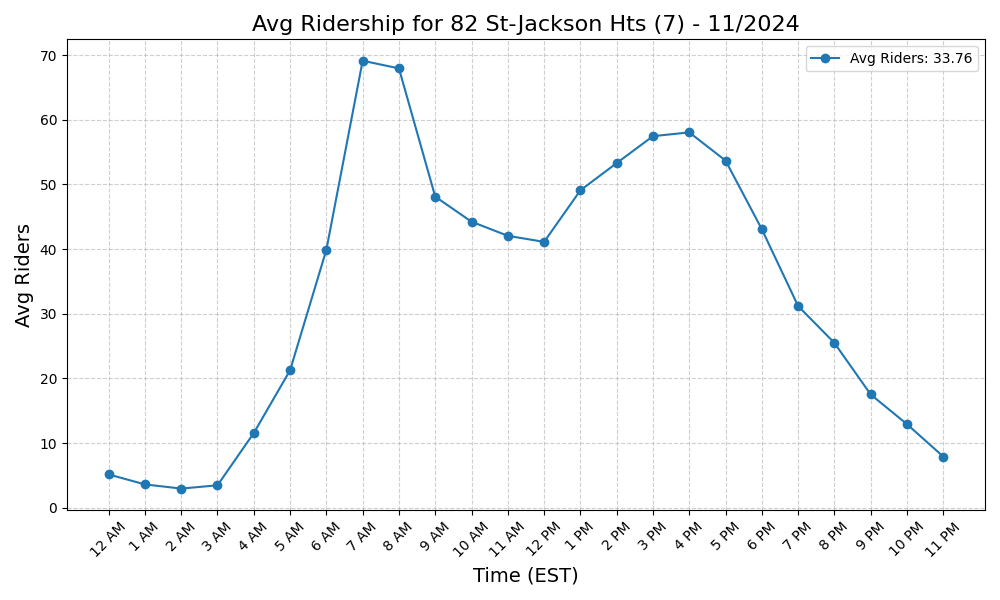 Avg Ridership for 82 St-Jackson Hts (7) - 11/2024
Avg Riders: 33.76
Avg Riders
70
60
50
40
30
20
10
0
12 AM
1 AM
2 AM
3 AM
4 AM
5 AM
6 AM
7 AM
8 AM
9 AM
10 AM
11 AM
12 PM
1 PM
2 PM
3 PM
4 PM
5 PM
6 PM
7 PM
8 PM
9 PM
10 PM
11 PM
Time (EST)